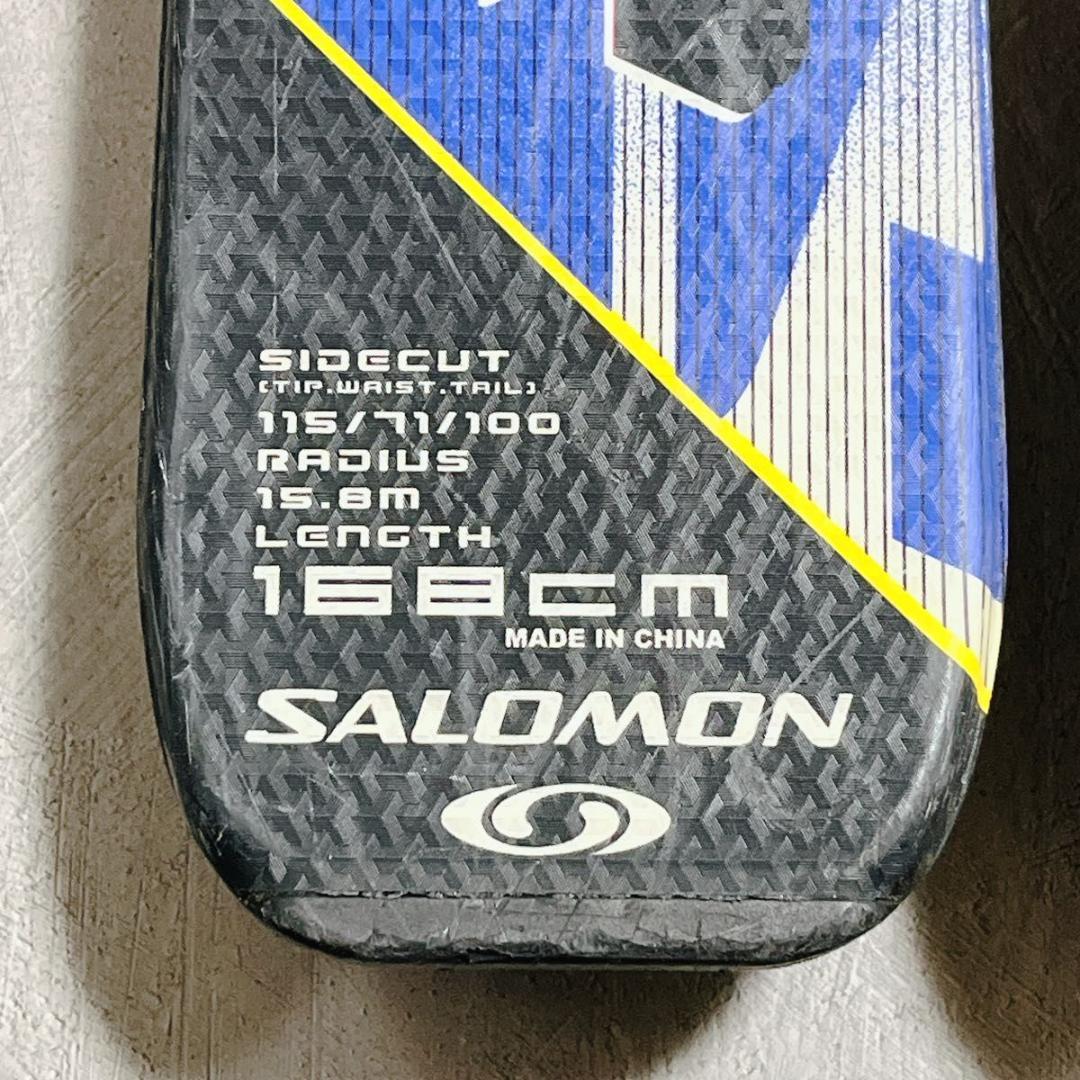 SIDECUT
[TIP.WAIST.TAIL]
115/71/100
RADIUS
15.8M
LENGTH
168cm
MADE IN CHINA
SALOMON